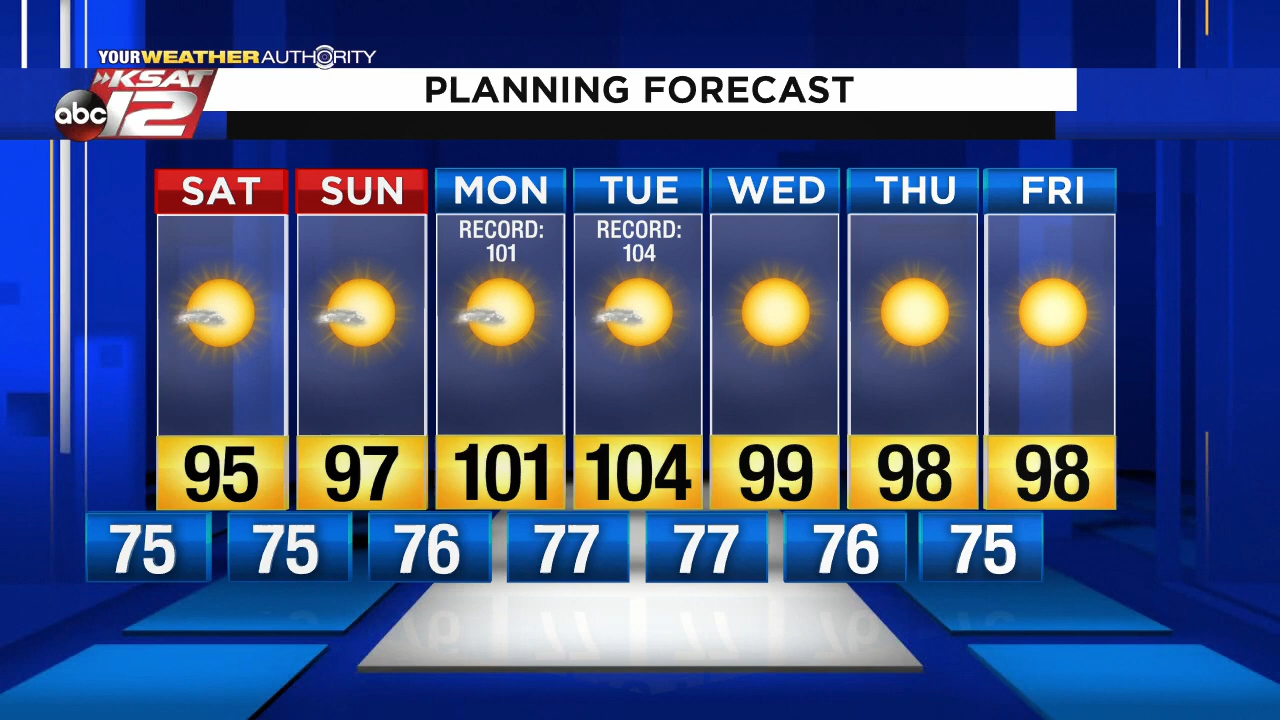 YOURWEATHERAUTHORITY
KSAT
abc 12
PLANNING FORECAST
SAT SUN MON TUE WED THU FRI
RECORD: RECORD:
101 104
95 97 101 104 99 98 98
75 75 76 77 77 76 75